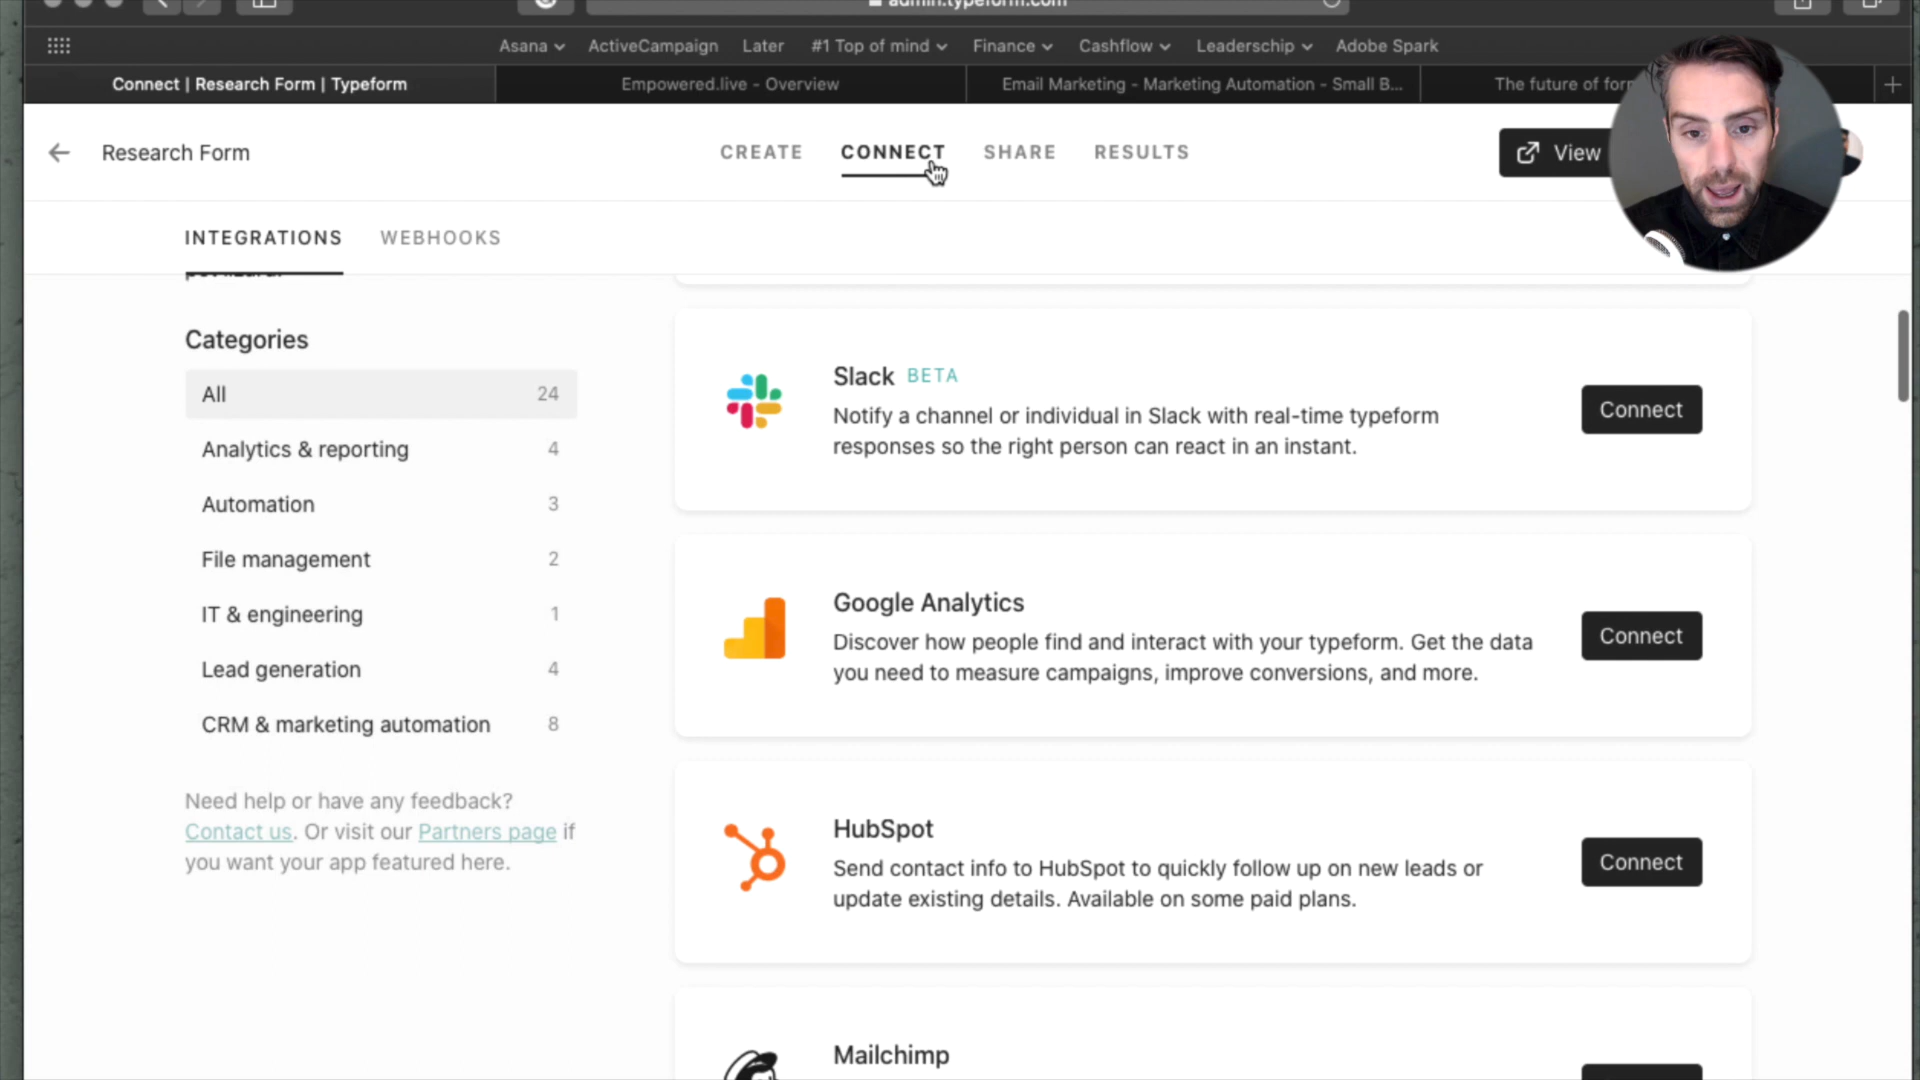 admin.typeform.com
Asana ActiveCampaign Later #1 Top of mind Finance Cashflow Leaderschip Adobe Spark
Connect | Research Form | Typeform
Empowered.live - Overview
Email Marketing - Marketing Automation - Small B...
The future of for
Research Form
CREATE CONNECT SHARE RESULTS
View
INTEGRATIONS WEBHOOKS
Categories
All 24
Analytics & reporting 4
Automation 3
File management 2
IT & engineering 1
Lead generation 4
CRM & marketing automation 8
Need help or have any feedback?
Contact us. Or visit our Partners page if
you want your app featured here.
Slack BETA
Notify a channel or individual in Slack with real-time typeform
responses so the right person can react in an instant.
Connect
Google Analytics
Discover how people find and interact with your typeform. Get the data
you need to measure campaigns, improve conversions, and more.
Connect
HubSpot
Send contact info to HubSpot to quickly follow up on new leads or
update existing details. Available on some paid plans.
Connect
Mailchimp